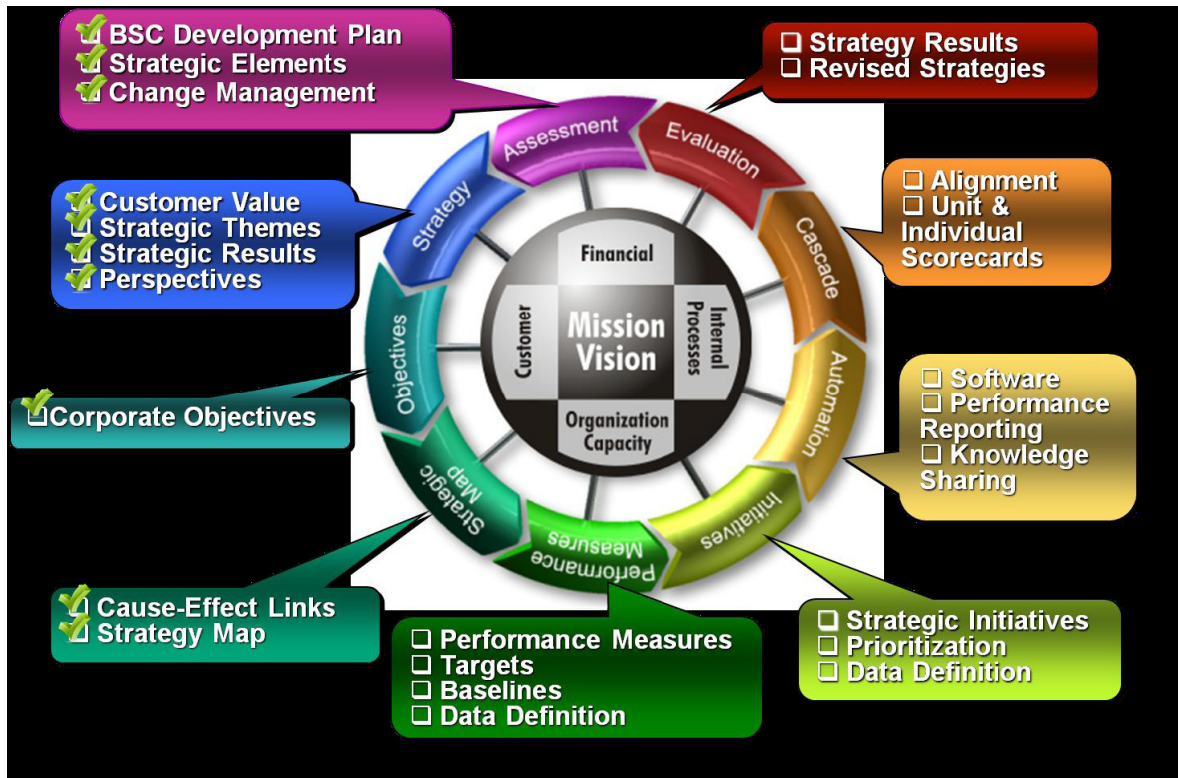 BSC Development Plan
Strategic Elements
Change Management
Strategy Results
Revised Strategies
Assessment
Evaluation
Customer Value
Strategic Themes
Strategic Results
Perspectives
Strategy
Cascade
Alignment
Unit &
Individual
Scorecards
Financial
Customer
Mission
Vision
Internal
Processes
Organization
Capacity
Objectives
Automation
Corporate Objectives
Software
Performance
Reporting
Knowledge
Sharing
Strategic
Map
Performance
Measures
Initiatives
Cause-Effect Links
Strategy Map
Performance Measures
Targets
Baselines
Data Definition
Strategic Initiatives
Prioritization
Data Definition